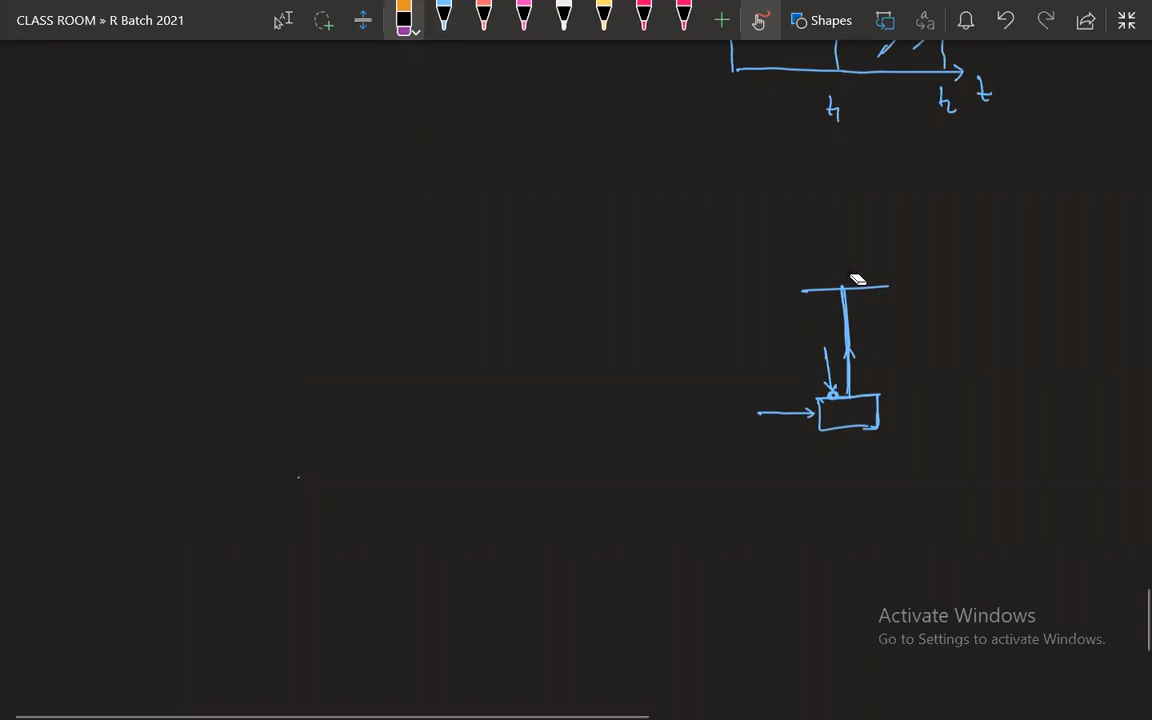 CLASS ROOM » R Batch 2021
Shapes
t₁ t₂ t
Activate Windows
Go to Settings to activate Windows.